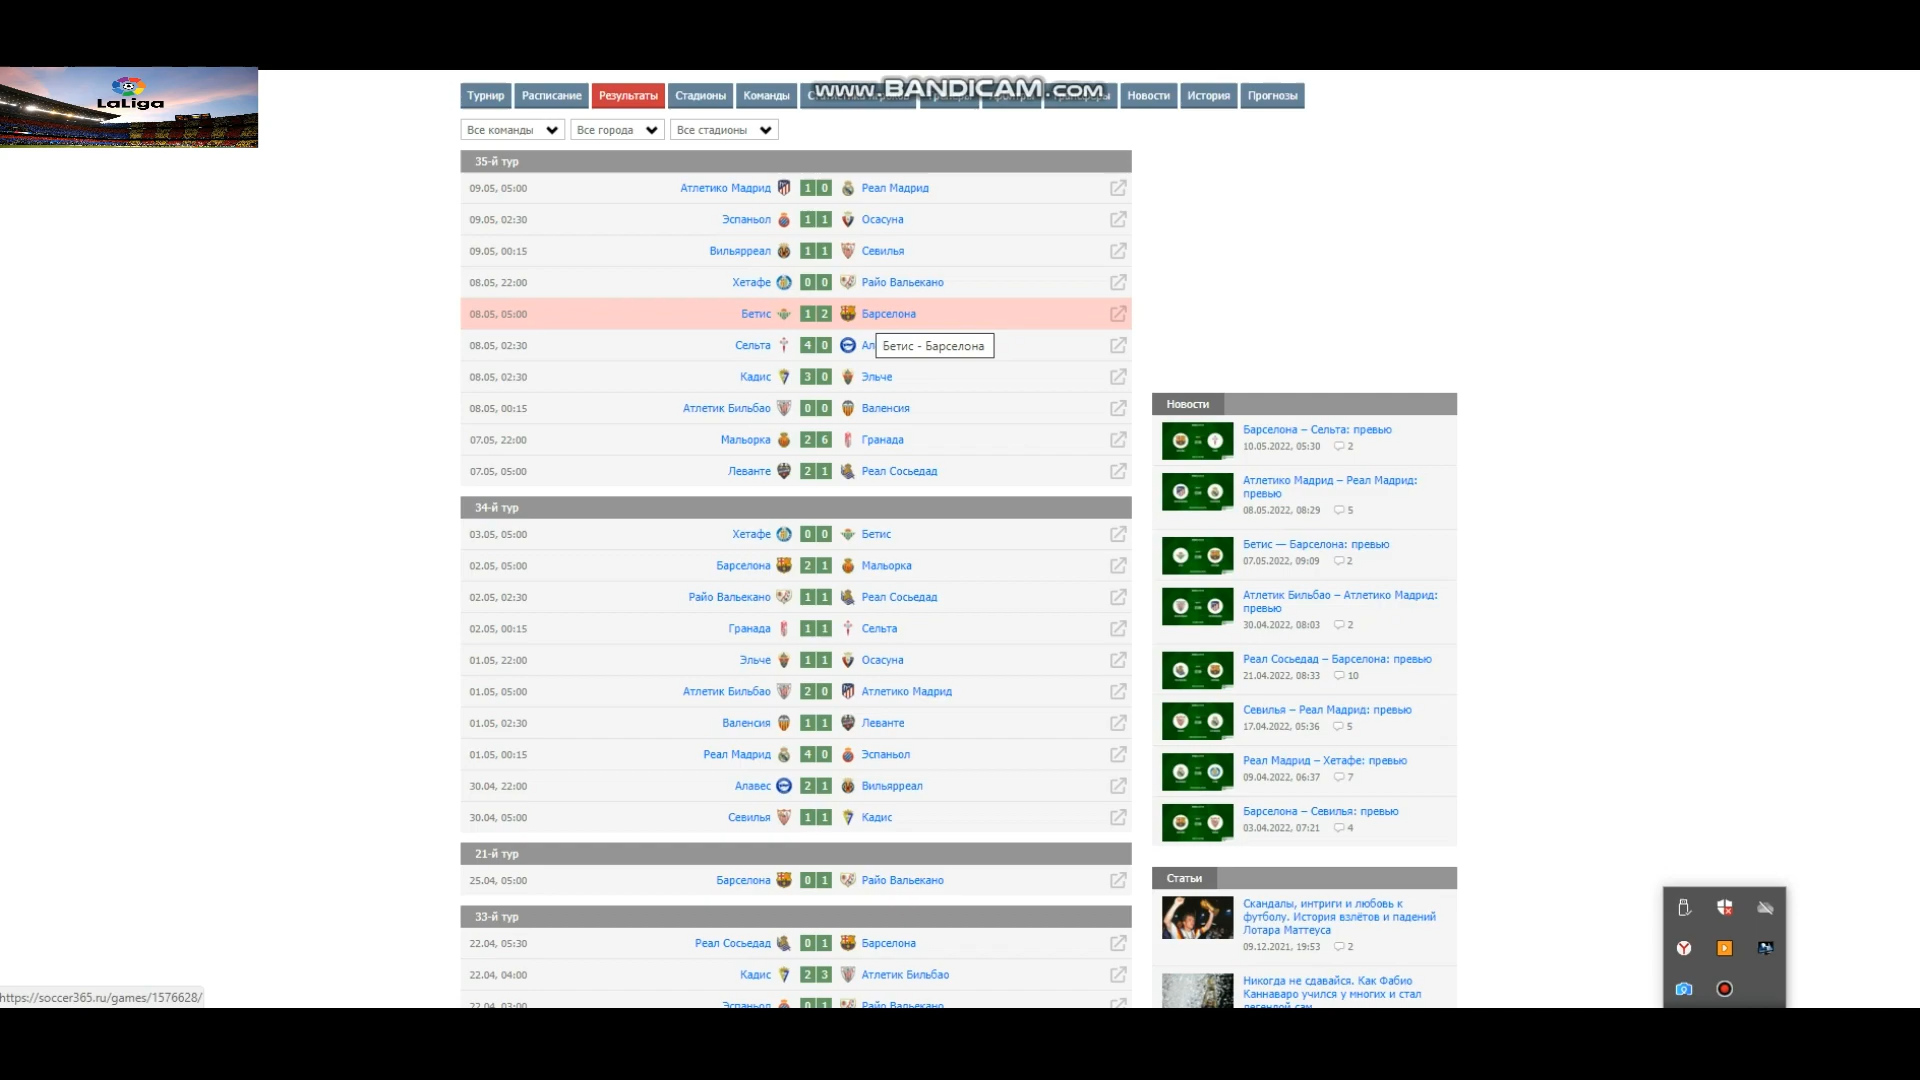 LaLiga
www.BANDICAM.com
Турнир Расписание Результаты Стадионы Команды Новости История Прогнозы
Все команды Все города Все стадионы
35-й тур
09.05, 05:00 Атлетико Мадрид 1 0 Реал Мадрид
09.05, 02:30 Эспаньол 1 1 Осасуна
09.05, 00:15 Вильярреал 1 1 Севилья
08.05, 22:00 Хетафе 0 0 Райо Вальекано
08.05, 05:00 Бетис 1 2 Барселона
08.05, 02:30 Сельта 4 0 Ал
Бетис - Барселона
08.05, 02:30 Кадис 3 0 Эльче
08.05, 00:15 Атлетик Бильбао 0 0 Валенсия
07.05, 22:00 Мальорка 2 6 Гранада
07.05, 05:00 Леванте 2 1 Реал Сосьедад
34-й тур
03.05, 05:00 Хетафе 0 0 Бетис
02.05, 05:00 Барселона 2 1 Мальорка
02.05, 02:30 Райо Вальекано 1 1 Реал Сосьедад
02.05, 00:15 Гранада 1 1 Сельта
01.05, 22:00 Эльче 1 1 Осасуна
01.05, 05:00 Атлетик Бильбао 2 0 Атлетико Мадрид
01.05, 02:30 Валенсия 1 1 Леванте
01.05, 00:15 Реал Мадрид 4 0 Эспаньол
30.04, 22:00 Алавес 2 1 Вильярреал
30.04, 05:00 Севилья 1 1 Кадис
21-й тур
25.04, 05:00 Барселона 0 1 Райо Вальекано
33-й тур
22.04, 05:30 Реал Сосьедад 0 1 Барселона
22.04, 04:00 Кадис 2 3 Атлетик Бильбао
22.04, 03:00 Эспаньол 0 1 Райо Вальекано
Новости
Барселона – Сельта: превью
10.05.2022, 05:30 2
Атлетико Мадрид – Реал Мадрид:
превью
08.05.2022, 08:29 5
Бетис — Барселона: превью
07.05.2022, 09:09 2
Атлетик Бильбао – Атлетико Мадрид:
превью
30.04.2022, 08:03 2
Реал Сосьедад – Барселона: превью
21.04.2022, 08:33 10
Севилья – Реал Мадрид: превью
17.04.2022, 05:36 5
Реал Мадрид – Хетафе: превью
09.04.2022, 06:37 7
Барселона – Севилья: превью
03.04.2022, 07:21 4
Статьи
Скандалы, интриги и любовь к
футболу. История взлётов и падений
Лотара Маттеуса
09.12.2021, 19:53 2
Никогда не сдавайся. Как Фабио
Каннаваро учился у многих и стал
легендой сам
https://soccer365.ru/games/1576628/